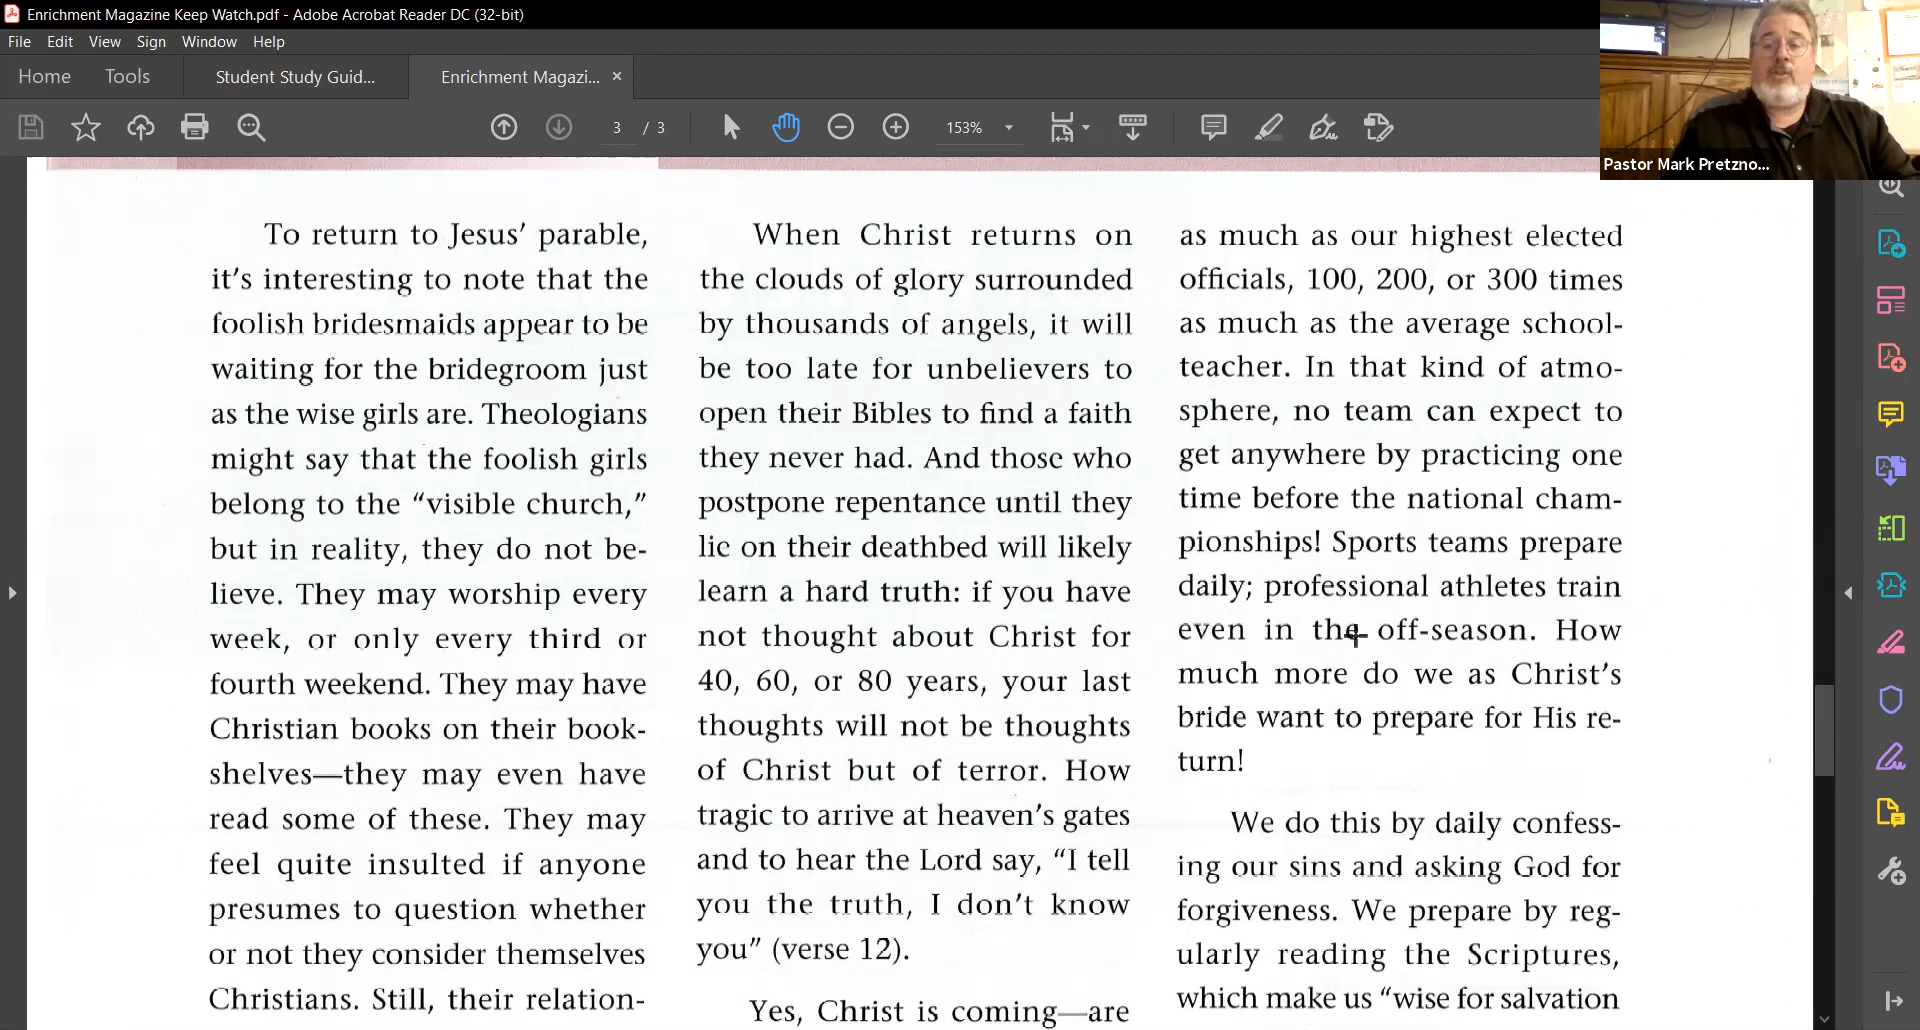 Enrichment Magazine Keep Watch.pdf - Adobe Acrobat Reader DC (32-bit)
File Edit View Sign Window Help
Home Tools Student Study Guid... Enrichment Magazi... ×
3 / 3 153%
Pastor Mark Pretzno...
To return to Jesus’ parable,
it’s interesting to note that the
foolish bridesmaids appear to be
waiting for the bridegroom just
as the wise girls are. Theologians
might say that the foolish girls
belong to the “visible church,”
but in reality, they do not be-
lieve. They may worship every
week, or only every third or
fourth weekend. They may have
Christian books on their book-
shelves—they may even have
read some of these. They may
feel quite insulted if anyone
presumes to question whether
or not they consider themselves
Christians. Still, their relation-
When Christ returns on
the clouds of glory surrounded
by thousands of angels, it will
be too late for unbelievers to
open their Bibles to find a faith
they never had. And those who
postpone repentance until they
lie on their deathbed will likely
learn a hard truth: if you have
not thought about Christ for
40, 60, or 80 years, your last
thoughts will not be thoughts
of Christ but of terror. How
tragic to arrive at heaven’s gates
and to hear the Lord say, “I tell
you the truth, I don’t know
you” (verse 12).
Yes, Christ is coming—are
as much as our highest elected
officials, 100, 200, or 300 times
as much as the average school-
teacher. In that kind of atmo-
sphere, no team can expect to
get anywhere by practicing one
time before the national cham-
pionships! Sports teams prepare
daily; professional athletes train
even in the off-season. How
much more do we as Christ’s
bride want to prepare for His re-
turn!
We do this by daily confess-
ing our sins and asking God for
forgiveness. We prepare by reg-
ularly reading the Scriptures,
which make us “wise for salvation